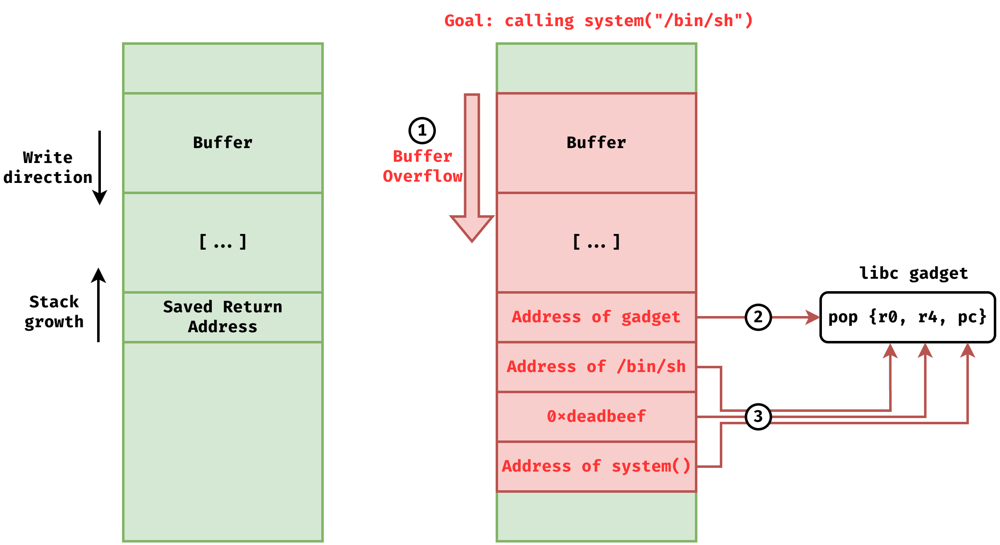 Goal: calling system("/bin/sh")
Write
direction
Stack
growth
Buffer
[...]
Saved Return
Address
1
Buffer
Overflow
Buffer
[...]
Address of gadget
Address of /bin/sh
0×deadbeef
Address of system()
2
3
libc gadget
pop {r0, r4, pc}